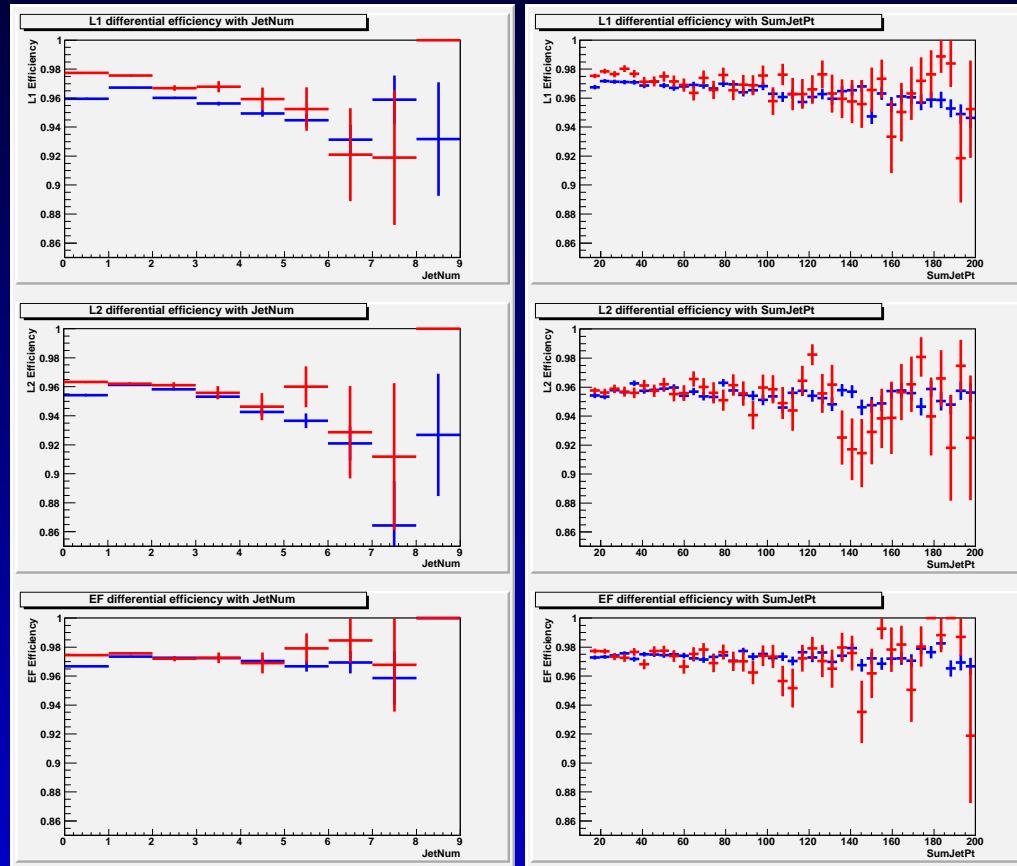 L1 differential efficiency with JetNum
L1 Efficiency
1
0.98
0.96
0.94
0.92
0.9
0.88
0.86
0 1 2 3 4 5 6 7 8 9
JetNum
L1 differential efficiency with SumJetPt
L1 Efficiency
1
0.98
0.96
0.94
0.92
0.9
0.88
0.86
20 40 60 80 100 120 140 160 180 200
SumJetPt
L2 differential efficiency with JetNum
L2 Efficiency
1
0.98
0.96
0.94
0.92
0.9
0.88
0.86
0 1 2 3 4 5 6 7 8 9
JetNum
L2 differential efficiency with SumJetPt
L2 Efficiency
1
0.98
0.96
0.94
0.92
0.9
0.88
0.86
20 40 60 80 100 120 140 160 180 200
SumJetPt
EF differential efficiency with JetNum
EF Efficiency
1
0.98
0.96
0.94
0.92
0.9
0.88
0.86
0 1 2 3 4 5 6 7 8 9
JetNum
EF differential efficiency with SumJetPt
EF Efficiency
1
0.98
0.96
0.94
0.92
0.9
0.88
0.86
20 40 60 80 100 120 140 160 180 200
SumJetPt